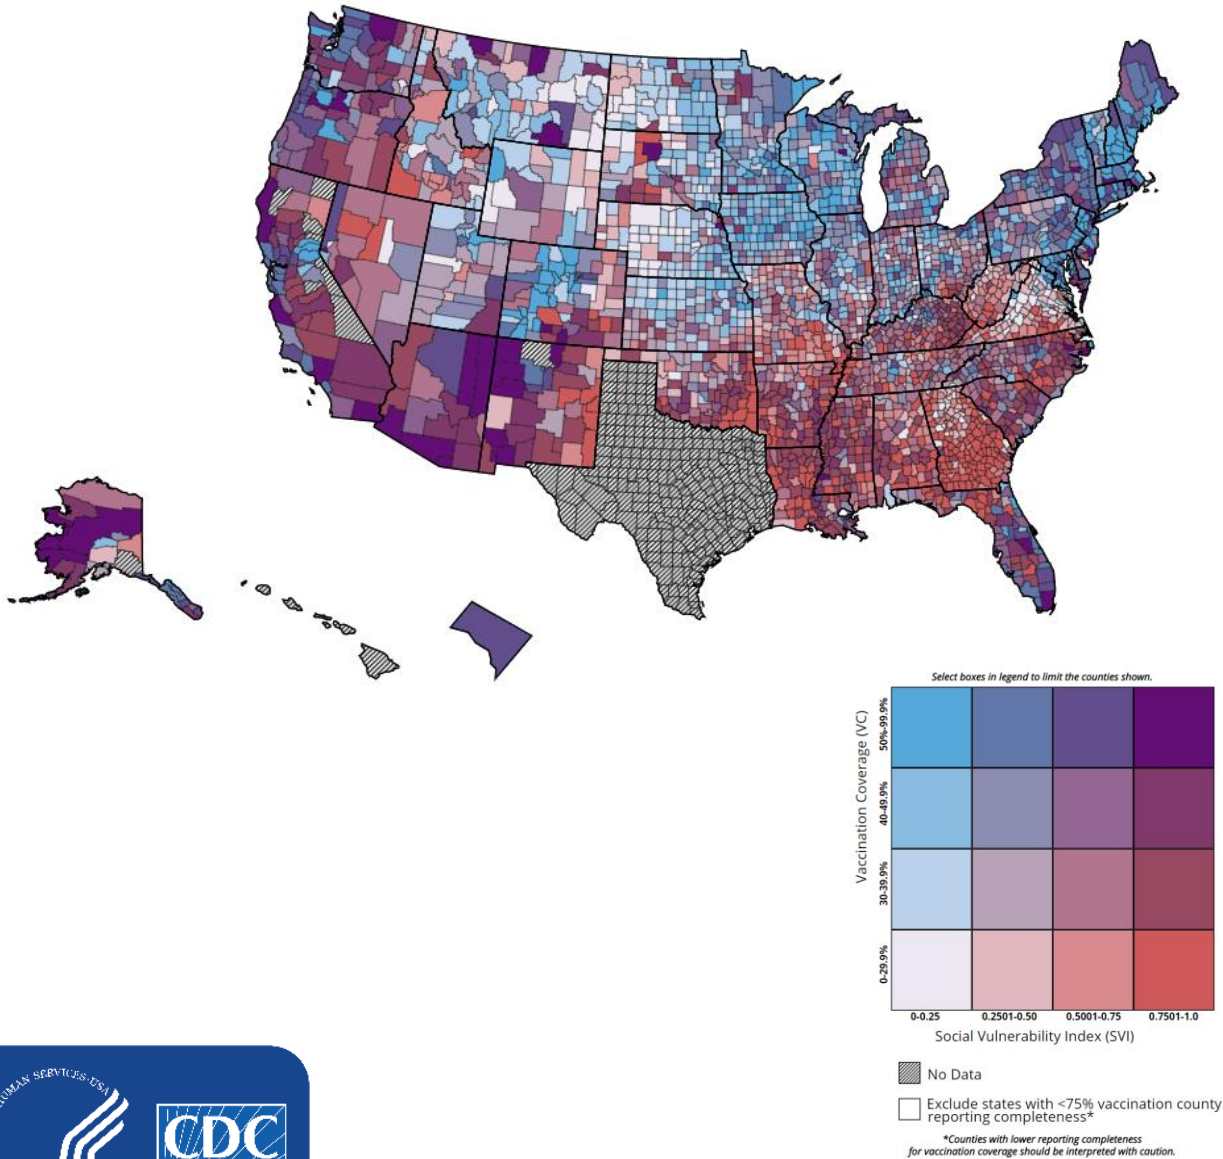 Select boxes in legend to limit the counties shown.
Vaccination Coverage (VC)
50%-99.9%
40-49.9%
30-39.9%
0-29.9%
0-0.25
0.2501-0.50
0.5001-0.75
0.7501-1.0
Social Vulnerability Index (SVI)
No Data
Exclude states with <75% vaccination county
reporting completeness*
*Counties with lower reporting completeness
for vaccination coverage should be interpreted with caution.
HUMAN SERVICES·USA
CDC